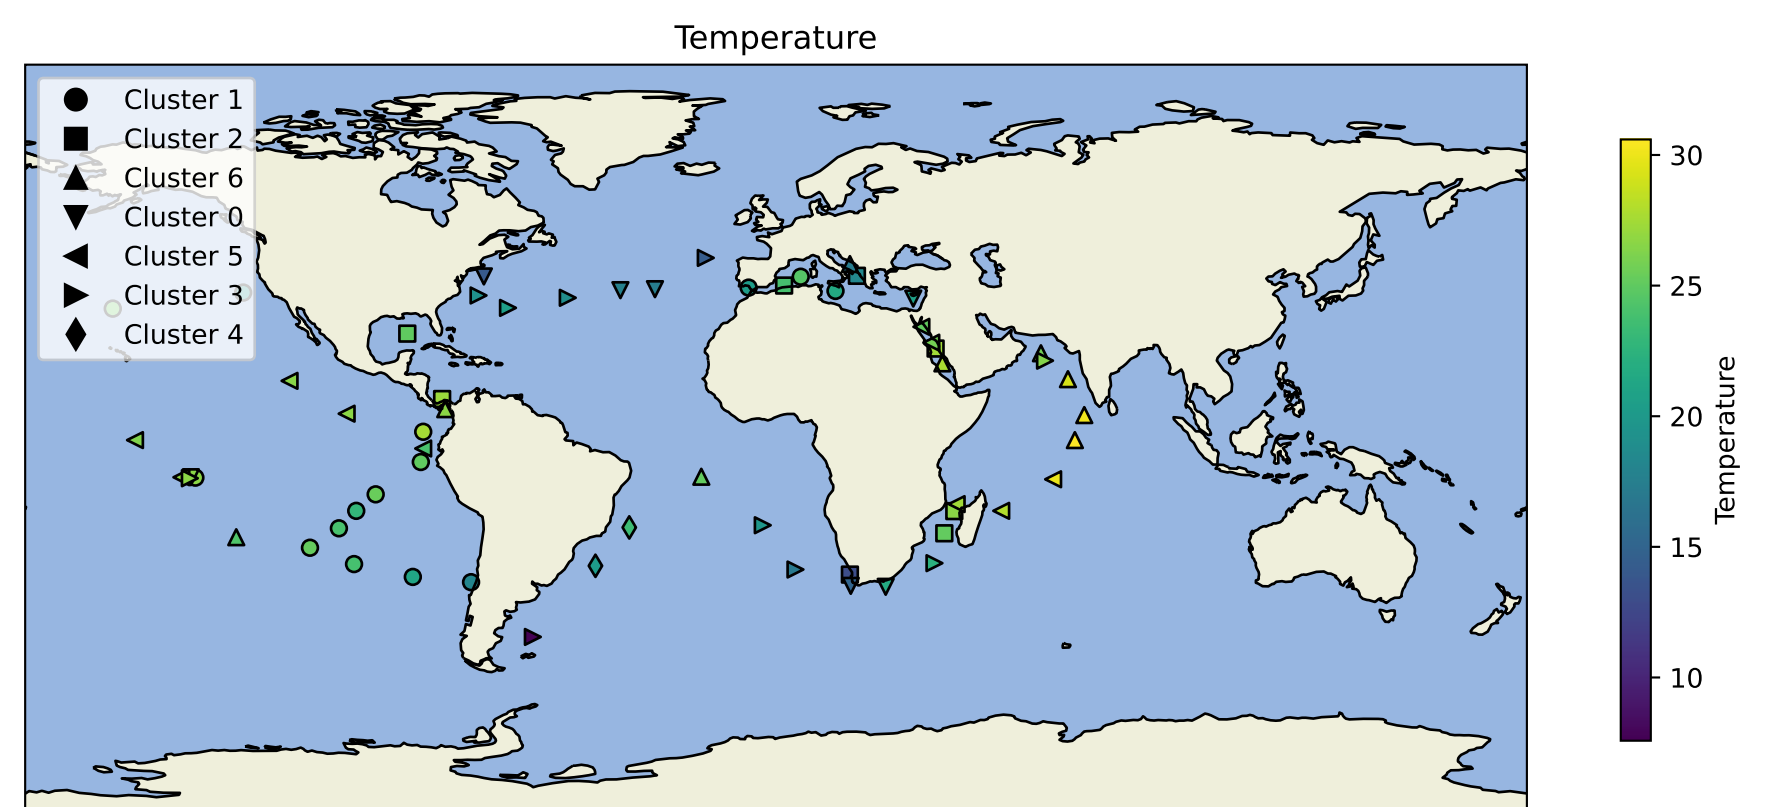 Temperature
Cluster 1
Cluster 2
Cluster 6
Cluster 0
Cluster 5
Cluster 3
Cluster 4
30
25
20
15
10
Temperature